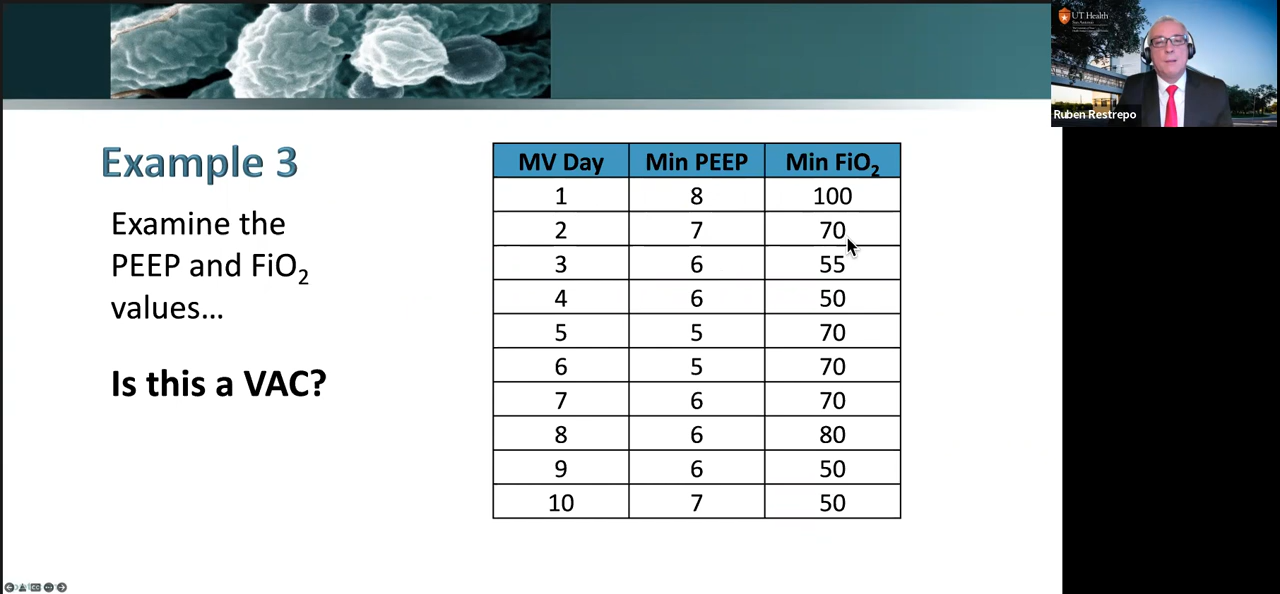 UT Health
San Antonio
Ruben Restrepo
Example 3
Examine the
PEEP and FiO2
values...
Is this a VAC?
MV Day Min PEEP Min FiO2
1 8 100
2 7 70
3 6 55
4 6 50
5 5 70
6 5 70
7 6 70
8 6 80
9 6 50
10 7 50